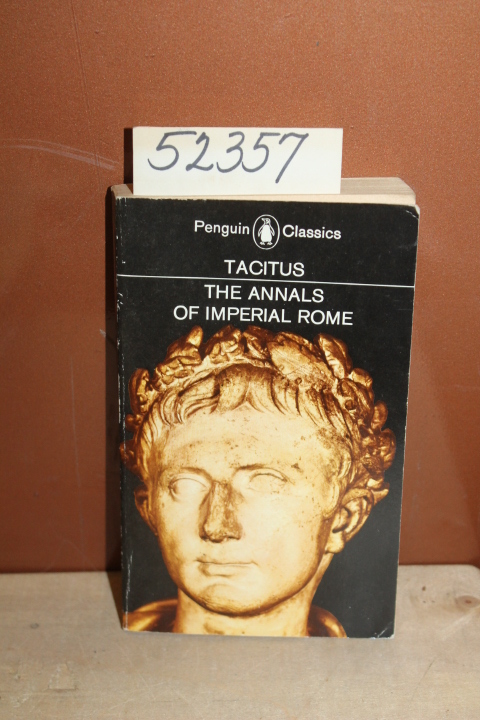 52357
Penguin Classics
TACITUS
THE ANNALS
OF IMPERIAL ROME